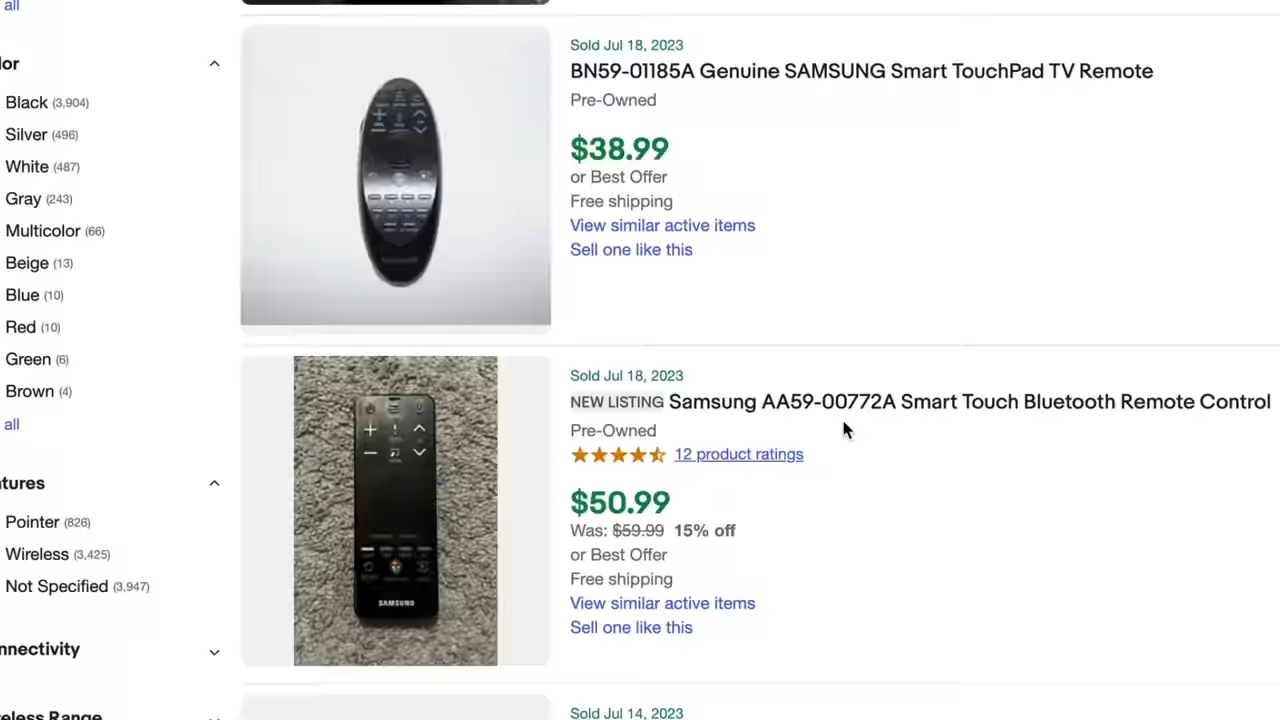 all
lor
Black (3,904)
Silver (496)
White (487)
Gray (243)
Multicolor (66)
Beige (13)
Blue (10)
Red (10)
Green (6)
Brown (4)
all
atures
Pointer (826)
Wireless (3,425)
Not Specified (3,947)
nnectivity
reless Range
Sold Jul 18, 2023
BN59-01185A Genuine SAMSUNG Smart TouchPad TV Remote
Pre-Owned
$38.99
or Best Offer
Free shipping
View similar active items
Sell one like this
SAMSUNG
Sold Jul 18, 2023
NEW LISTING Samsung AA59-00772A Smart Touch Bluetooth Remote Control
Pre-Owned
12 product ratings
$50.99
Was: $59.99 15% off
or Best Offer
Free shipping
View similar active items
Sell one like this
Sold Jul 14, 2023